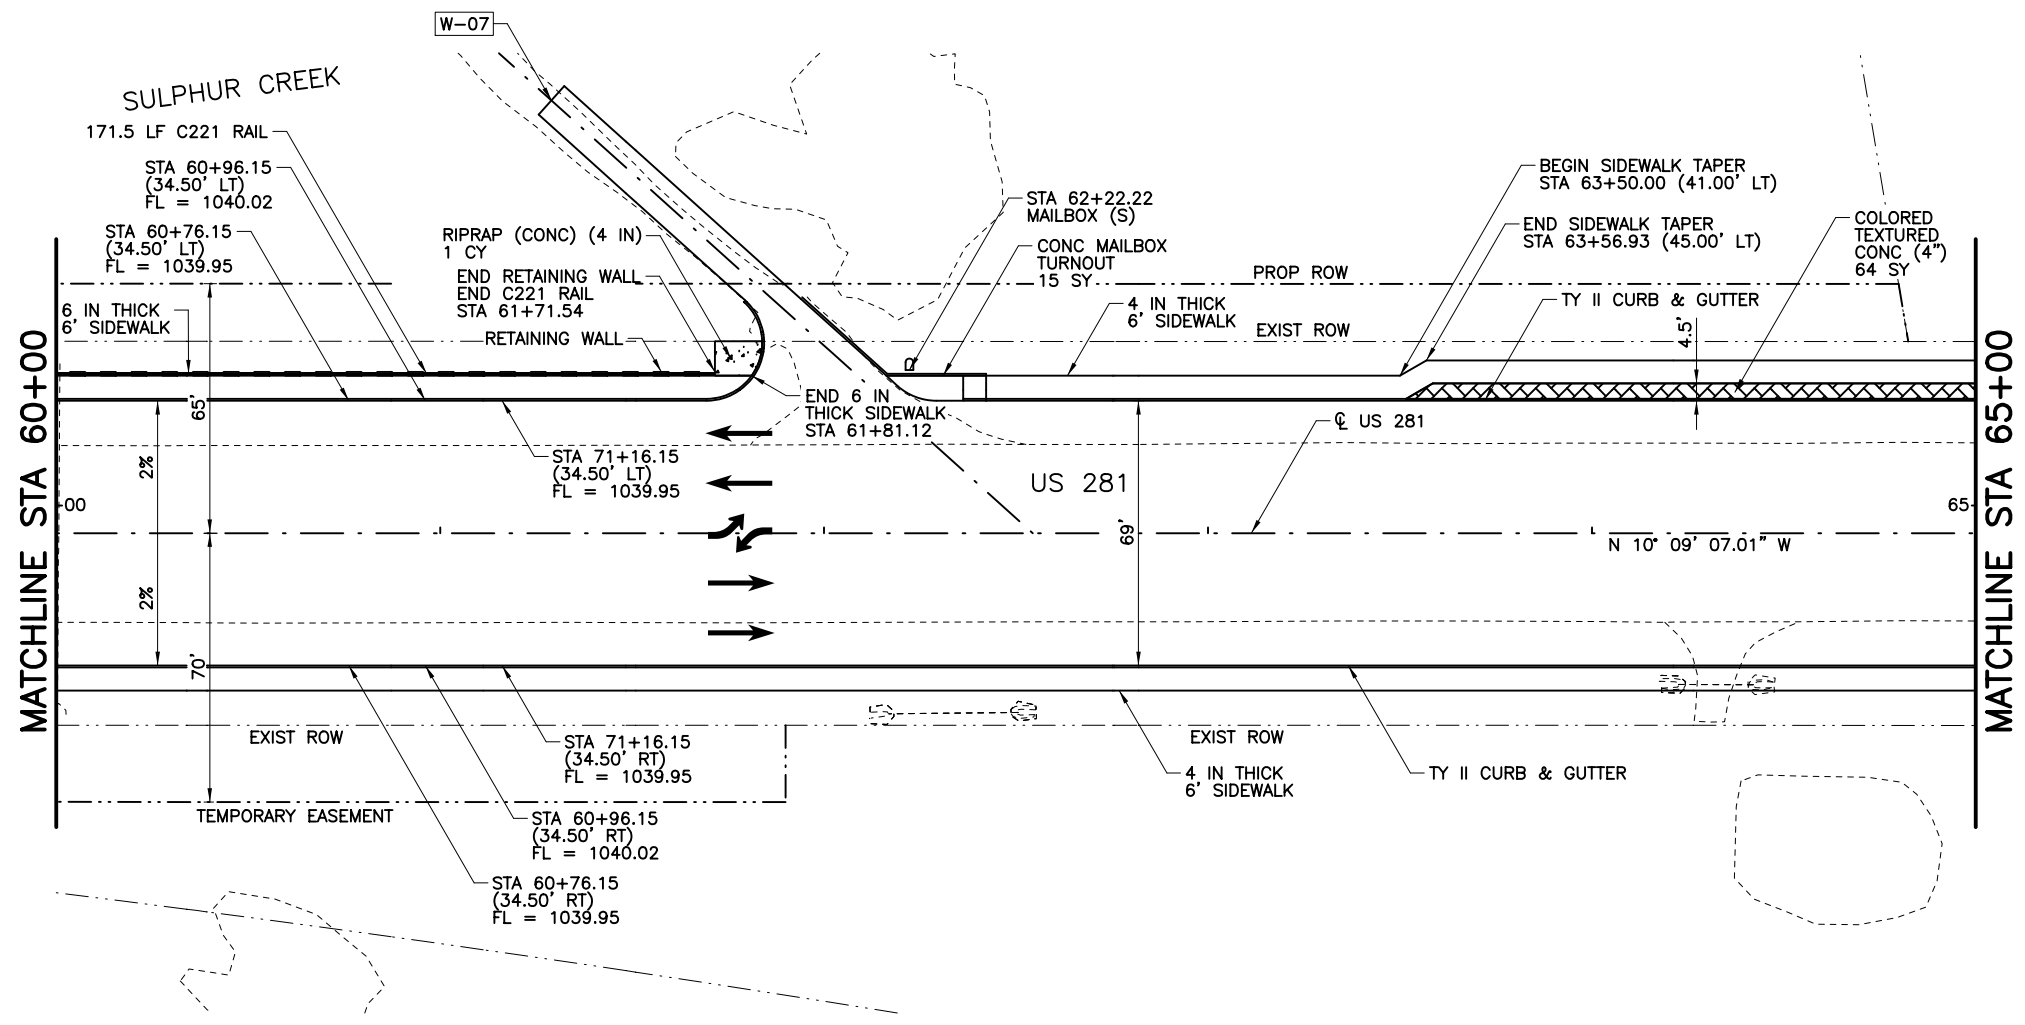 W-07
SULPHUR CREEK
171.5 LF C221 RAIL
STA 60+96.15
(34.50' LT)
FL = 1040.02
STA 60+76.15
(34.50' LT)
FL = 1039.95
6 IN THICK
6' SIDEWALK
RIPRAP (CONC) (4 IN)
1 CY
END RETAINING WALL
END C221 RAIL
STA 61+71.54
RETAINING WALL
STA 62+22.22
MAILBOX (S)
CONC MAILBOX
TURNOUT
15 SY
4 IN THICK
6' SIDEWALK
PROP ROW
EXIST ROW
BEGIN SIDEWALK TAPER
STA 63+50.00 (41.00' LT)
END SIDEWALK TAPER
STA 63+56.93 (45.00' LT)
COLORED
TEXTURED
CONC (4")
64 SY
TY II CURB & GUTTER
4.5'
END 6 IN
THICK SIDEWALK
STA 61+81.12
℄ US 281
STA 71+16.15
(34.50' LT)
FL = 1039.95
US 281
65'
2%
2%
70'
69'
+00
65
N 10° 09' 07.01" W
MATCHLINE STA 60+00
MATCHLINE STA 65+00
EXIST ROW
STA 71+16.15
(34.50' RT)
FL = 1039.95
EXIST ROW
4 IN THICK
6' SIDEWALK
TY II CURB & GUTTER
TEMPORARY EASEMENT
STA 60+96.15
(34.50' RT)
FL = 1040.02
STA 60+76.15
(34.50' RT)
FL = 1039.95